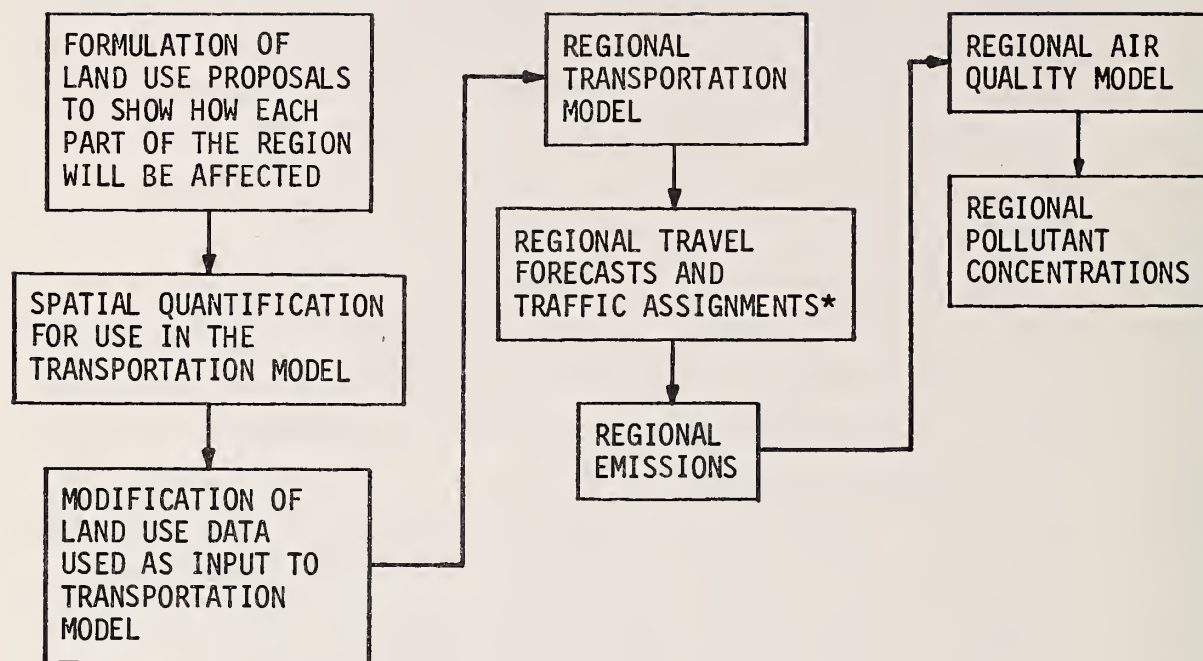 FORMULATION OF
LAND USE PROPOSALS
TO SHOW HOW EACH
PART OF THE REGION
WILL BE AFFECTED
SPATIAL QUANTIFICATION
FOR USE IN THE
TRANSPORTATION MODEL
MODIFICATION OF
LAND USE DATA
USED AS INPUT TO
TRANSPORTATION
MODEL
REGIONAL
TRANSPORTATION
MODEL
REGIONAL TRAVEL
FORECASTS AND
TRAFFIC ASSIGNMENTS*
REGIONAL
EMISSIONS
REGIONAL AIR
QUALITY MODEL
REGIONAL
POLLUTANT
CONCENTRATIONS